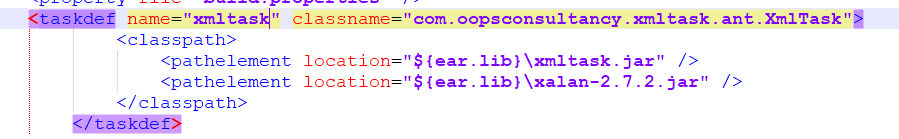 <property file="build.properties" />
<taskdef name="xmltask" classname="com.oopsconsultancy.xmltask.ant.XmlTask">
<classpath>
<pathelement location="${ear.lib}\xmltask.jar" />
<pathelement location="${ear.lib}\xalan-2.7.2.jar" />
</classpath>
</taskdef>